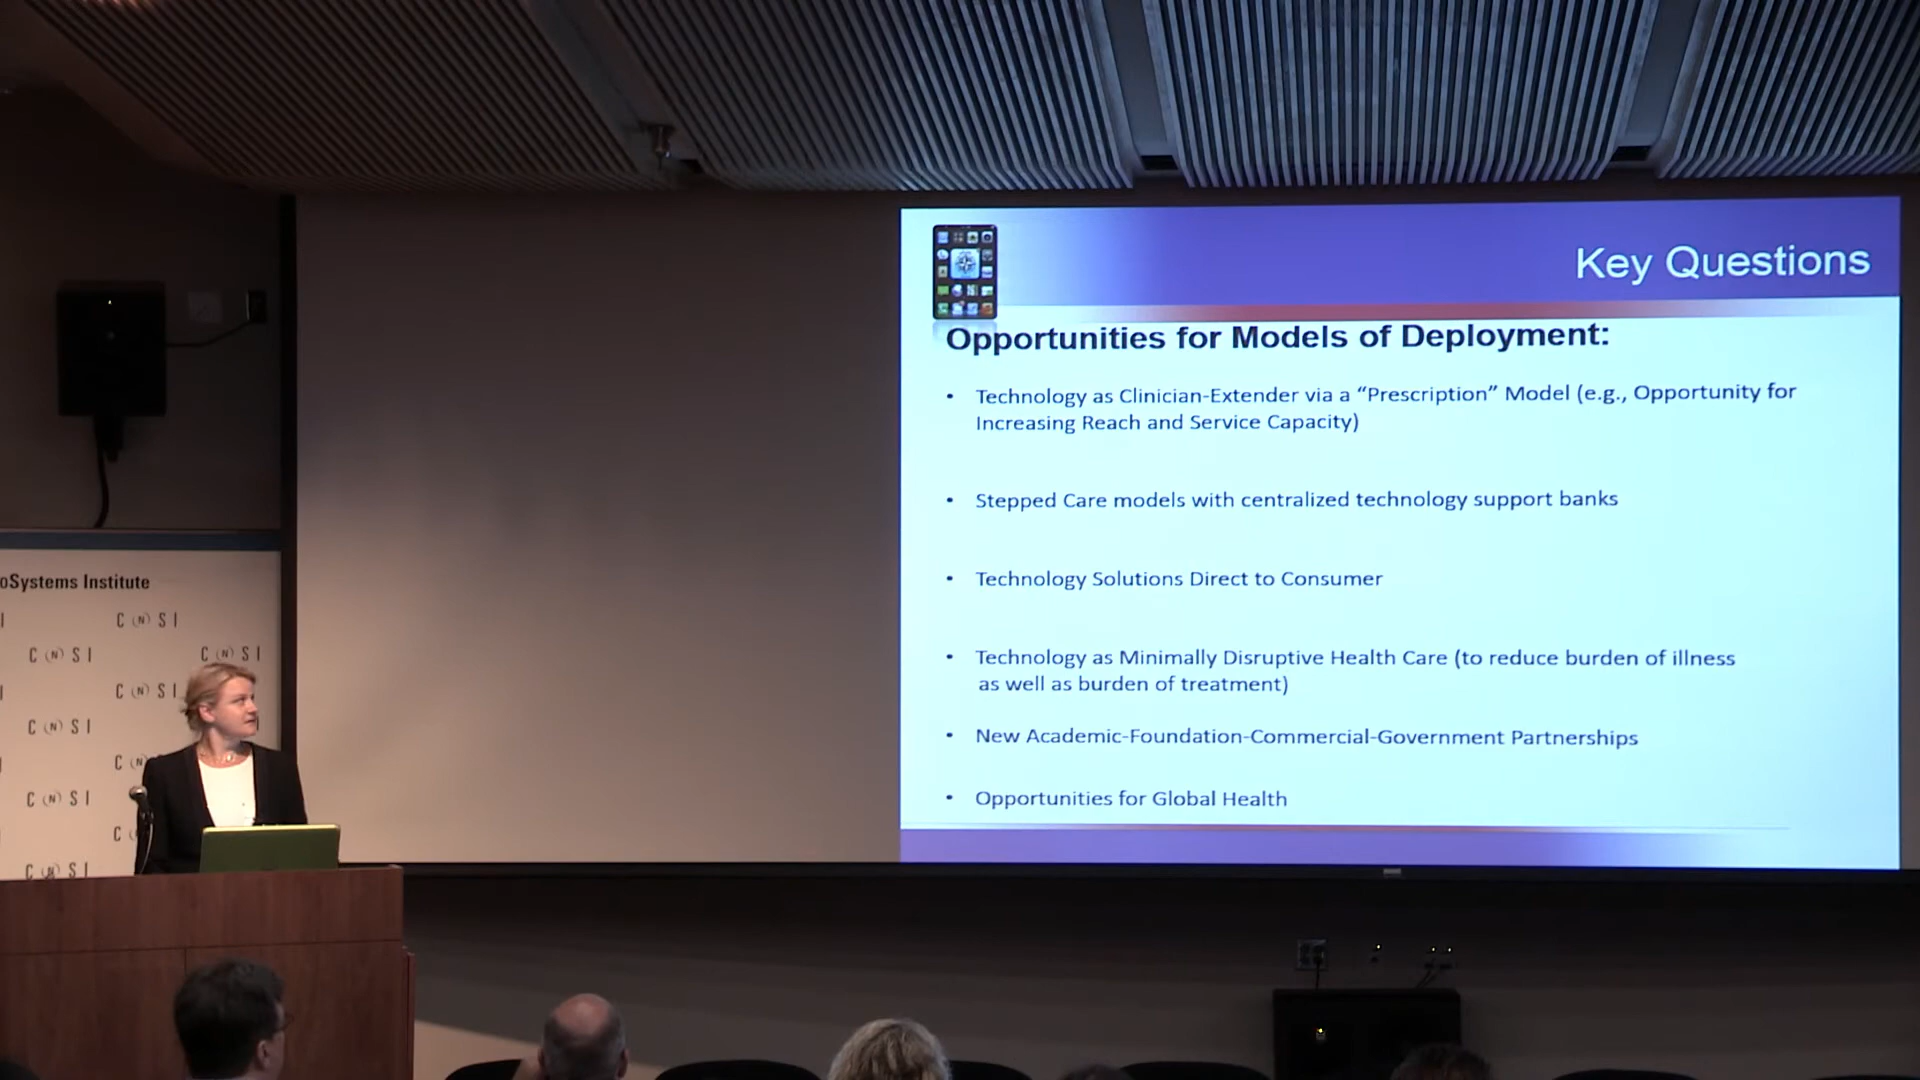 Key Questions
Opportunities for Models of Deployment:
• Technology as Clinician-Extender via a “Prescription” Model (e.g., Opportunity for
Increasing Reach and Service Capacity)
• Stepped Care models with centralized technology support banks
• Technology Solutions Direct to Consumer
• Technology as Minimally Disruptive Health Care (to reduce burden of illness
as well as burden of treatment)
• New Academic-Foundation-Commercial-Government Partnerships
• Opportunities for Global Health
oSystems Institute
C N S I
C N S I
C N S I
C N S I
C N S I
C N
C N S I
C
C N S I